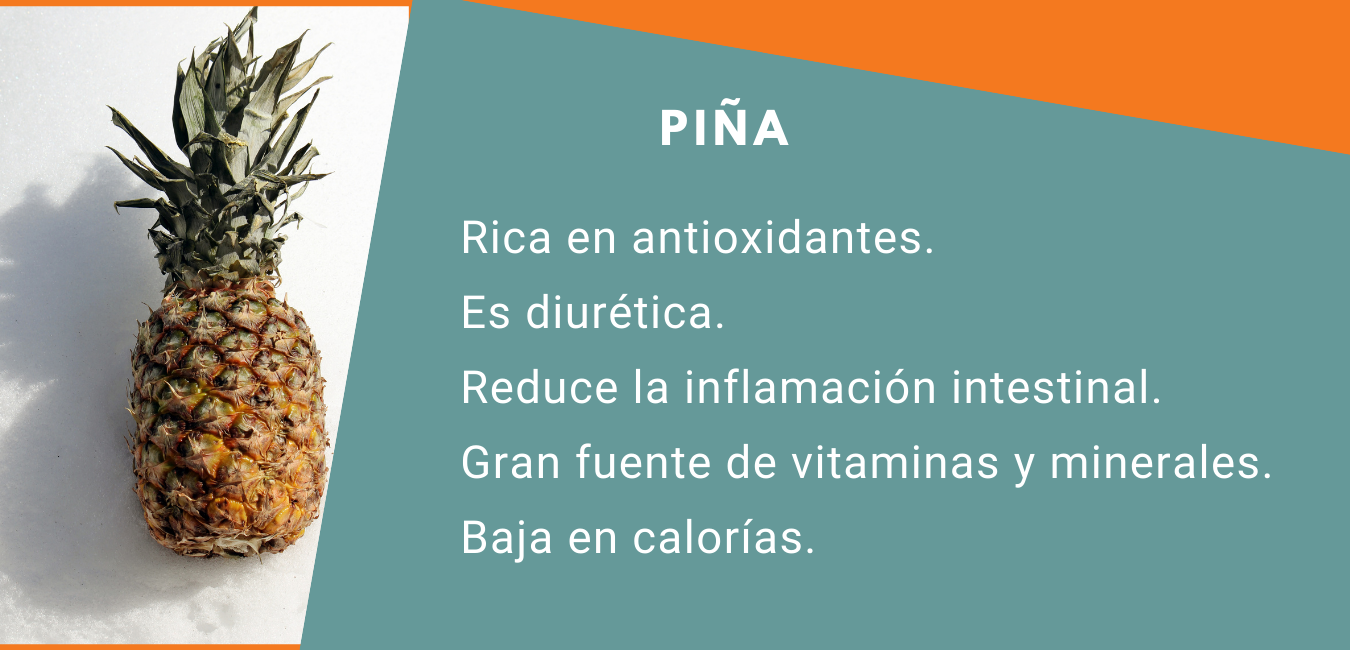 PIÑA
Rica en antioxidantes.
Es diurética.
Reduce la inflamación intestinal.
Gran fuente de vitaminas y minerales.
Baja en calorías.